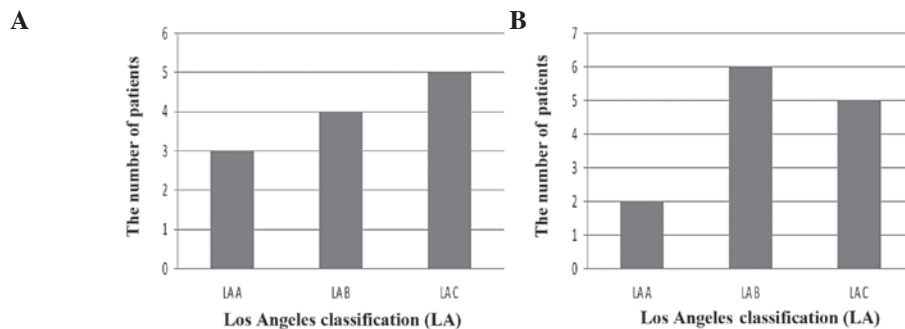 A
The number of patients
6
5
4
3
2
1
0
LAA LAB LAC
Los Angeles classification (LA)
B
The number of patients
7
6
5
4
3
2
1
0
LAA LAB LAC
Los Angeles classification (LA)